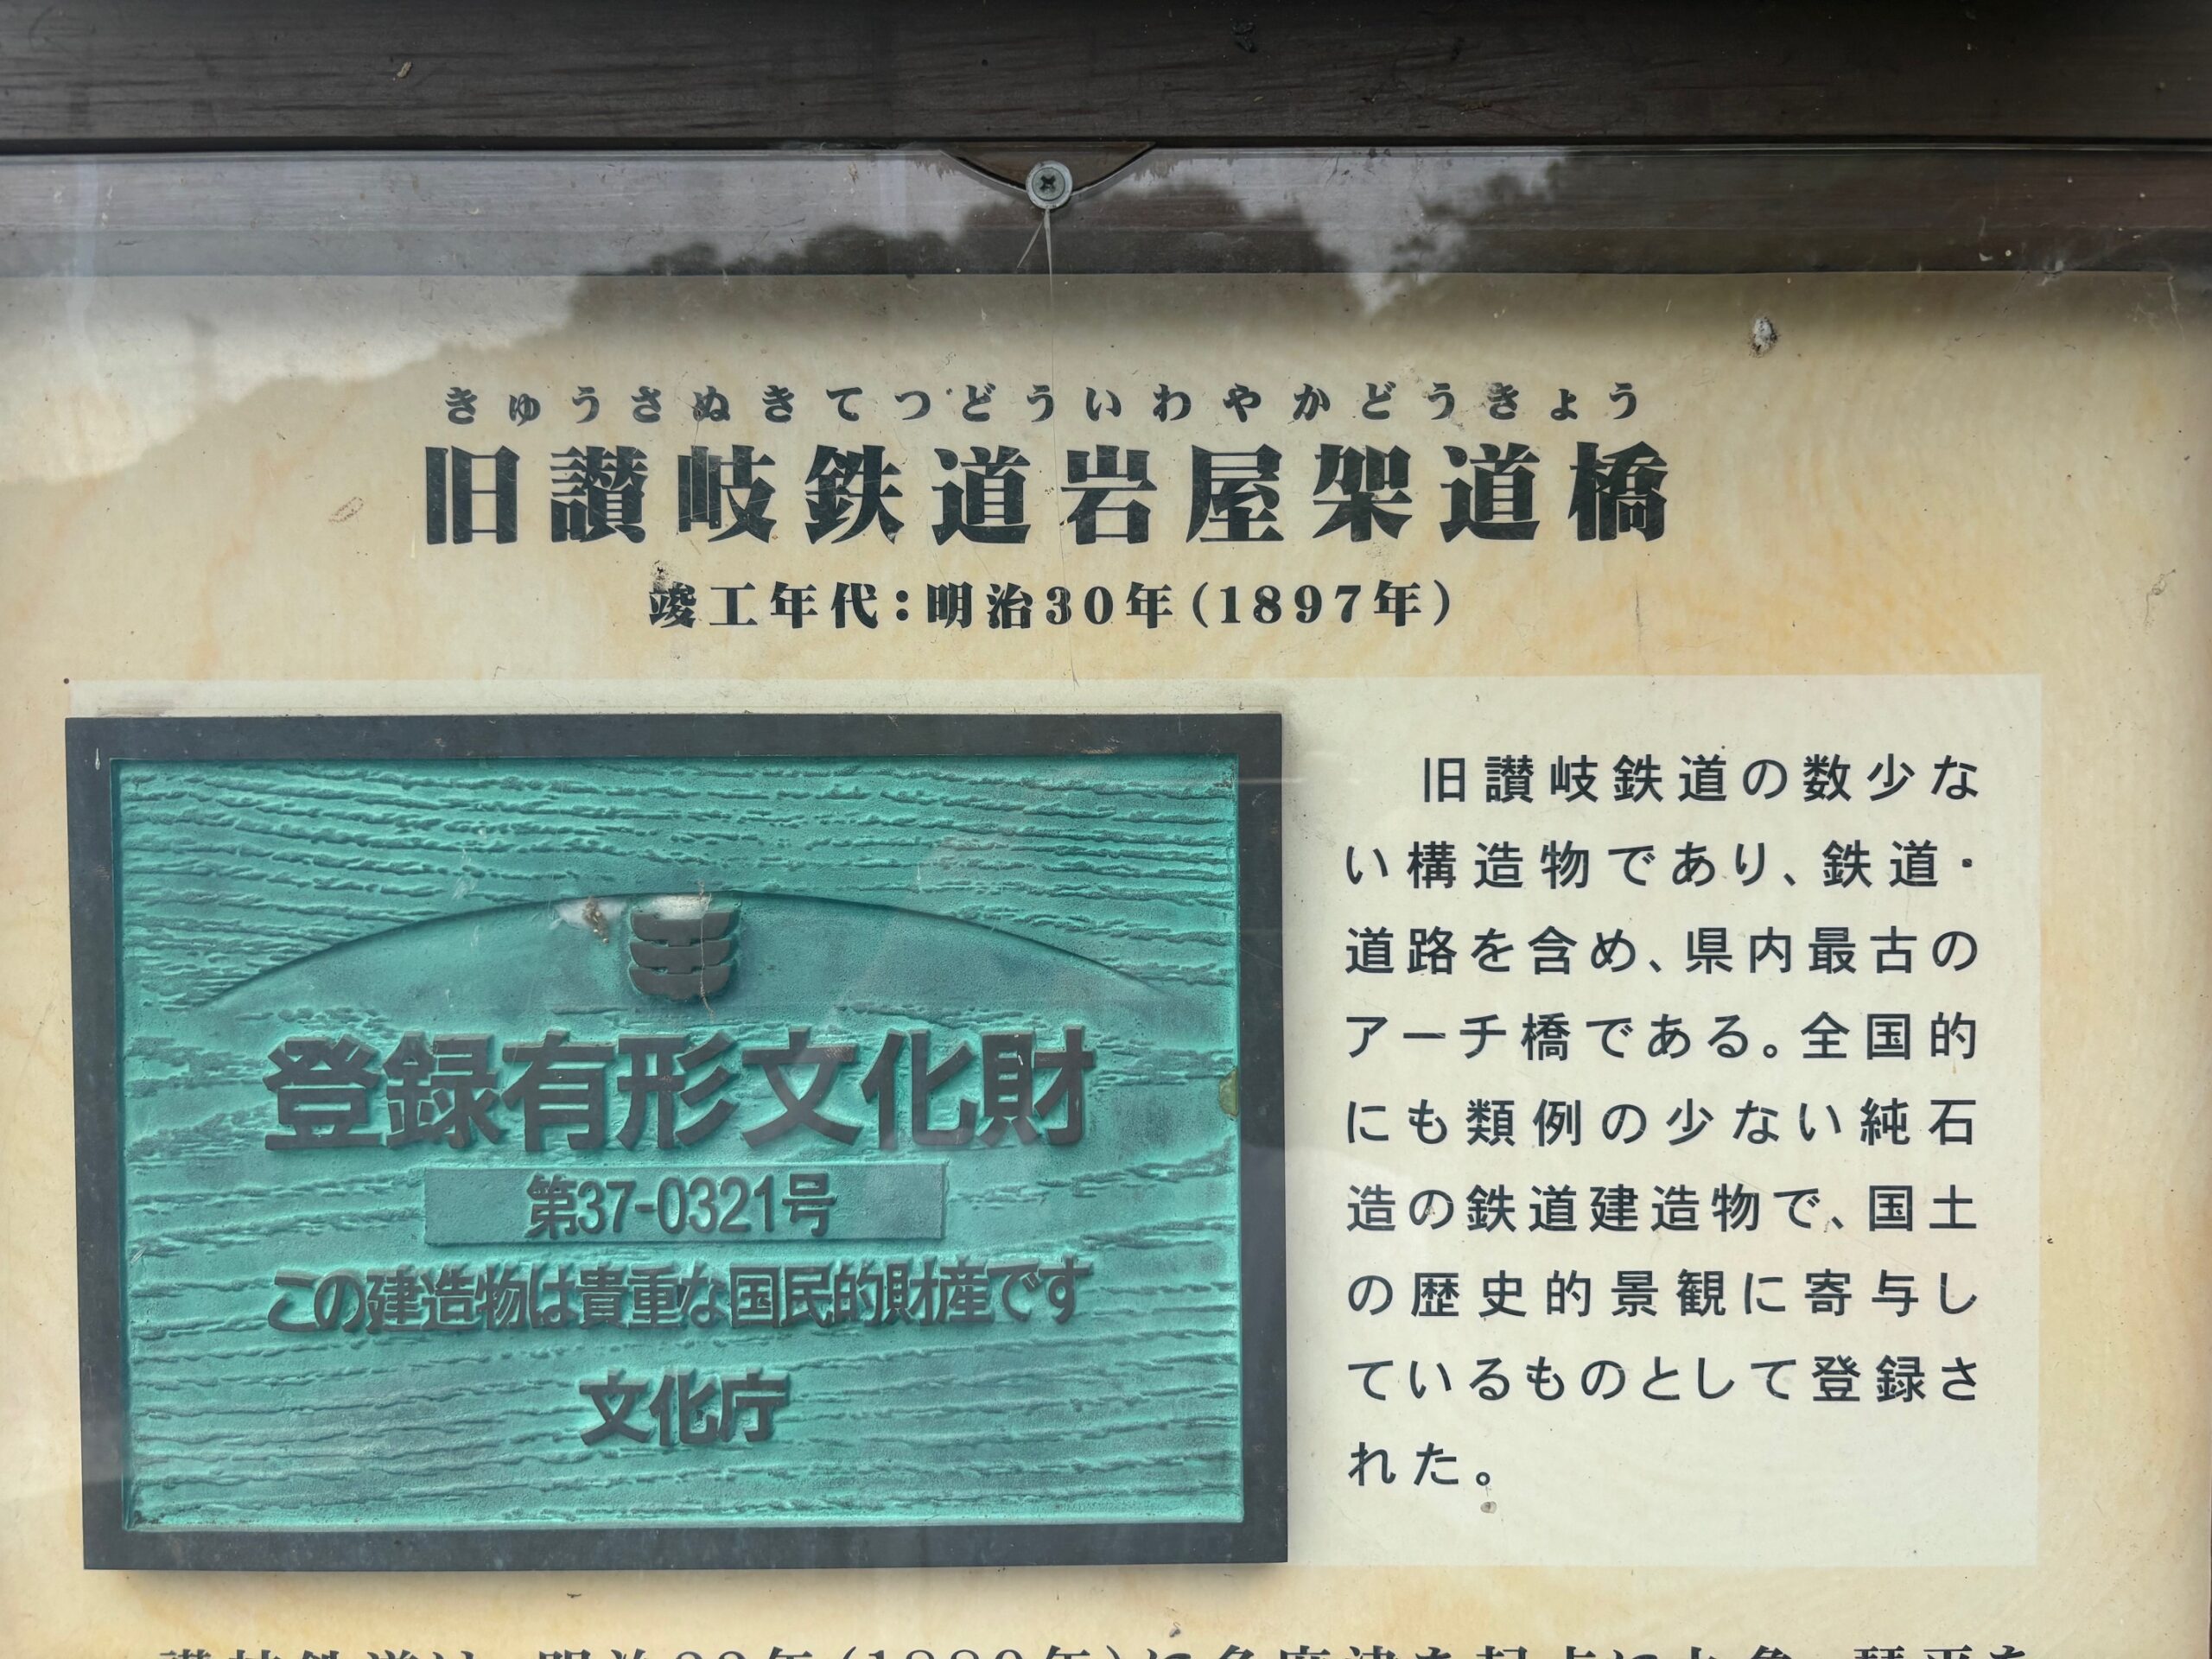 きゅうさぬきてつどういわやかどうきょう
旧讃岐鉄道岩屋架道橋
竣工年代：明治30年(1897年)
登録有形文化財
第37-0321号
この建造物は貴重な国民的財産です
文化庁
旧讃岐鉄道の数少な
い構造物であり、鉄道・
道路を含め、県内最古の
アーチ橋である。全国的
にも類例の少ない純石
造の鉄道建造物で、国土
の歴史的景観に寄与し
ているものとして登録さ
れた。